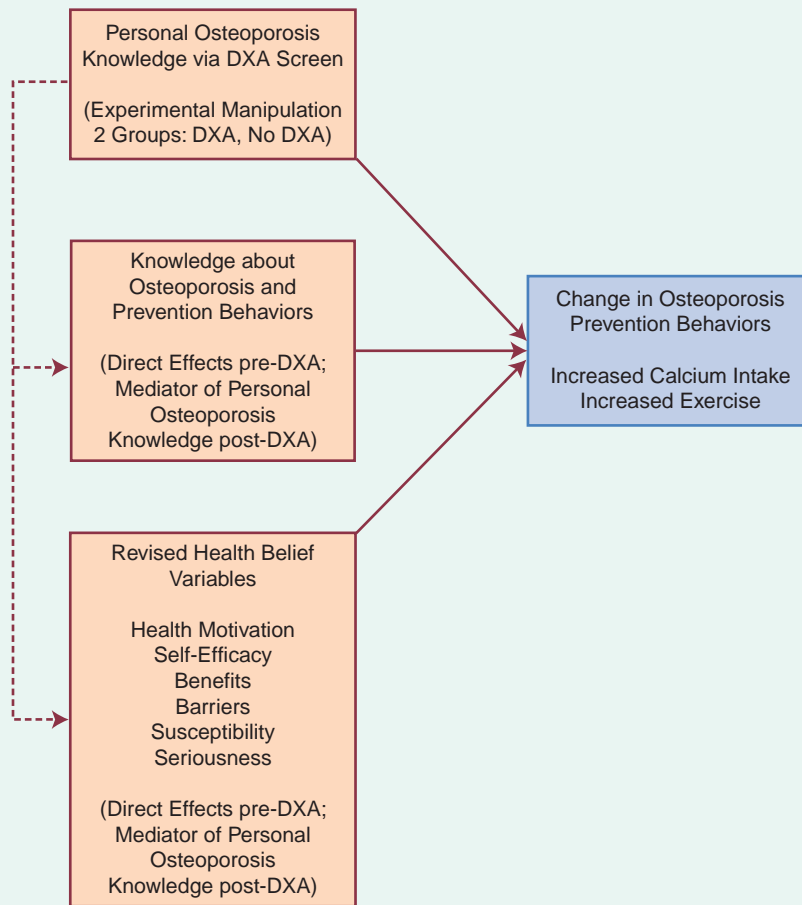 Personal Osteoporosis
Knowledge via DXA Screen
(Experimental Manipulation
2 Groups: DXA, No DXA)
Knowledge about
Osteoporosis and
Prevention Behaviors
(Direct Effects pre-DXA;
Mediator of Personal
Osteoporosis
Knowledge post-DXA)
Change in Osteoporosis
Prevention Behaviors
Increased Calcium Intake
Increased Exercise
Revised Health Belief
Variables
Health Motivation
Self-Efficacy
Benefits
Barriers
Susceptibility
Seriousness
(Direct Effects pre-DXA;
Mediator of Personal
Osteoporosis
Knowledge post-DXA)